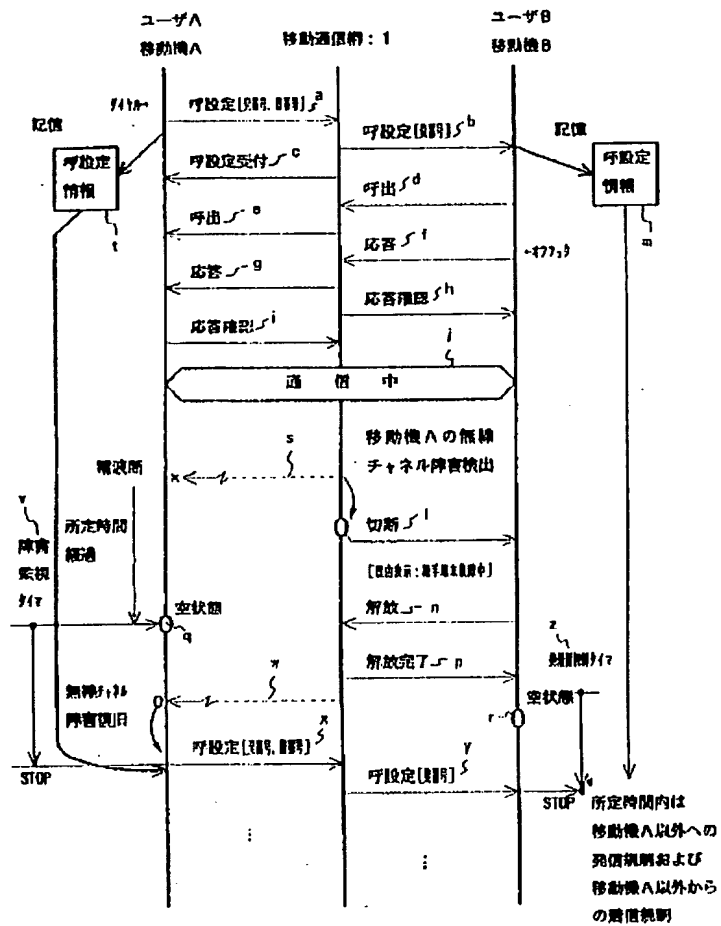 ユーザA
移動機A
移動通信網:1
ユーザB
移動機B
ダイヤル→
呼設定[発番号、着番号] a
記憶
呼設定
情報
t
呼設定[発番号] b
記憶
呼設定
情報
m
呼設定受付 c
呼出 d
呼出 e
応答 f
←オフフック
応答 g
応答確認 h
応答確認 i
j
通信中
s
移動機Aの無線
チャネル障害検出
×
電波断
切断 l
v
障害
監視
タイマ
所定時間
経過
空状態
q
解放 n
解放完了 p
z
空状態
r
w
無線チャネル
障害復旧
呼設定[発番号、着番号] x
STOP
呼設定[発番号] y
STOP
所定時間内は
移動機A以外への
発信規制および
移動機A以外から
の着信規制